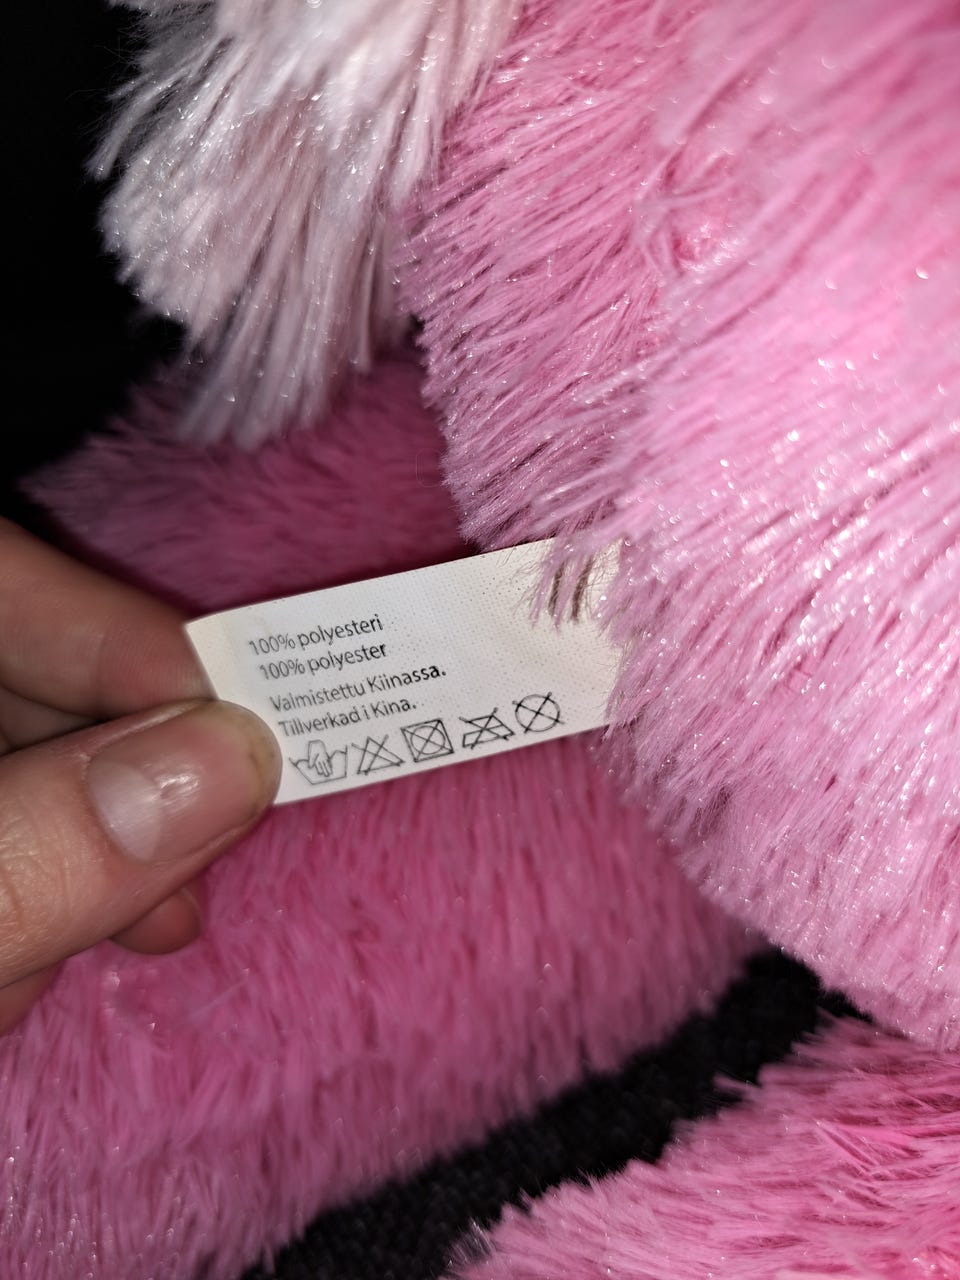 100% polyesteri
100% polyester
Valmistettu Kiinassa.
Tillverkad i Kina.